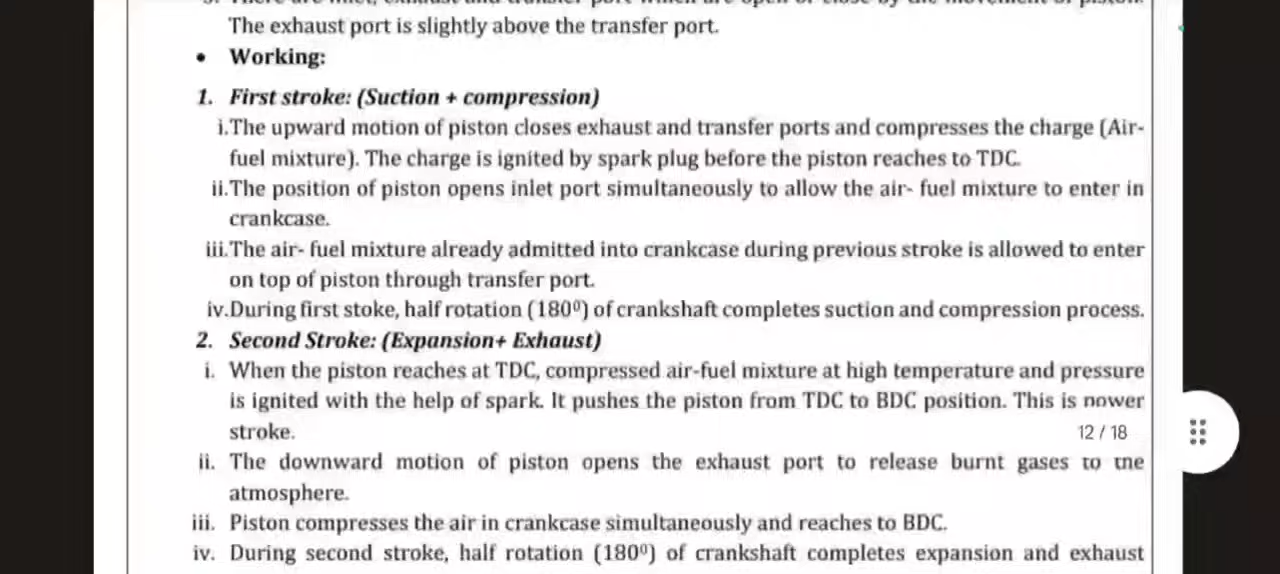 The exhaust port is slightly above the transfer port.
• Working:
1. First stroke: (Suction + compression)
i.The upward motion of piston closes exhaust and transfer ports and compresses the charge (Air-
fuel mixture). The charge is ignited by spark plug before the piston reaches to TDC.
ii.The position of piston opens inlet port simultaneously to allow the air- fuel mixture to enter in
crankcase.
iii.The air- fuel mixture already admitted into crankcase during previous stroke is allowed to enter
on top of piston through transfer port.
iv.During first stoke, half rotation (180⁰) of crankshaft completes suction and compression process.
2. Second Stroke: (Expansion+ Exhaust)
i. When the piston reaches at TDC, compressed air-fuel mixture at high temperature and pressure
is ignited with the help of spark. It pushes the piston from TDC to BDC position. This is power
stroke.
12 / 18
ii. The downward motion of piston opens the exhaust port to release burnt gases to the
atmosphere.
iii. Piston compresses the air in crankcase simultaneously and reaches to BDC.
iv. During second stroke, half rotation (180⁰) of crankshaft completes expansion and exhaust